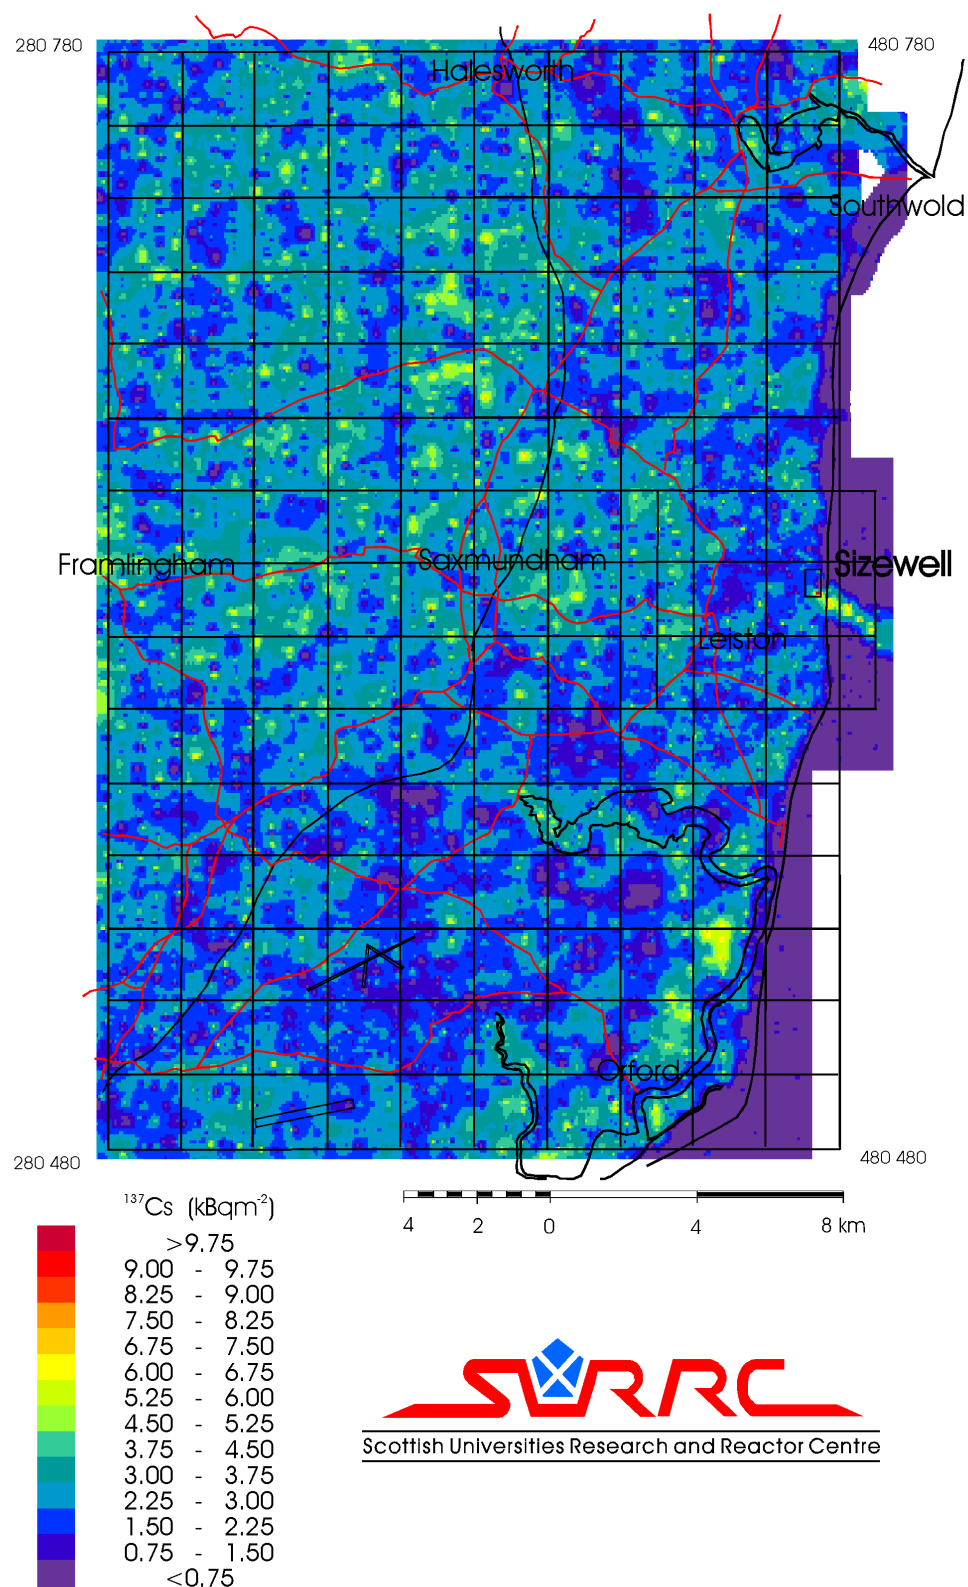 280 780
480 780
Halesworth
Southwold
Framlingham
Saxmundham
Sizewell
Leiston
Orford
280 480
480 480
4 2 0 4 8 km
¹³⁷Cs (kBqm⁻²)
>9.75
9.00 - 9.75
8.25 - 9.00
7.50 - 8.25
6.75 - 7.50
6.00 - 6.75
5.25 - 6.00
4.50 - 5.25
3.75 - 4.50
3.00 - 3.75
2.25 - 3.00
1.50 - 2.25
0.75 - 1.50
<0.75
SURRC
Scottish Universities Research and Reactor Centre